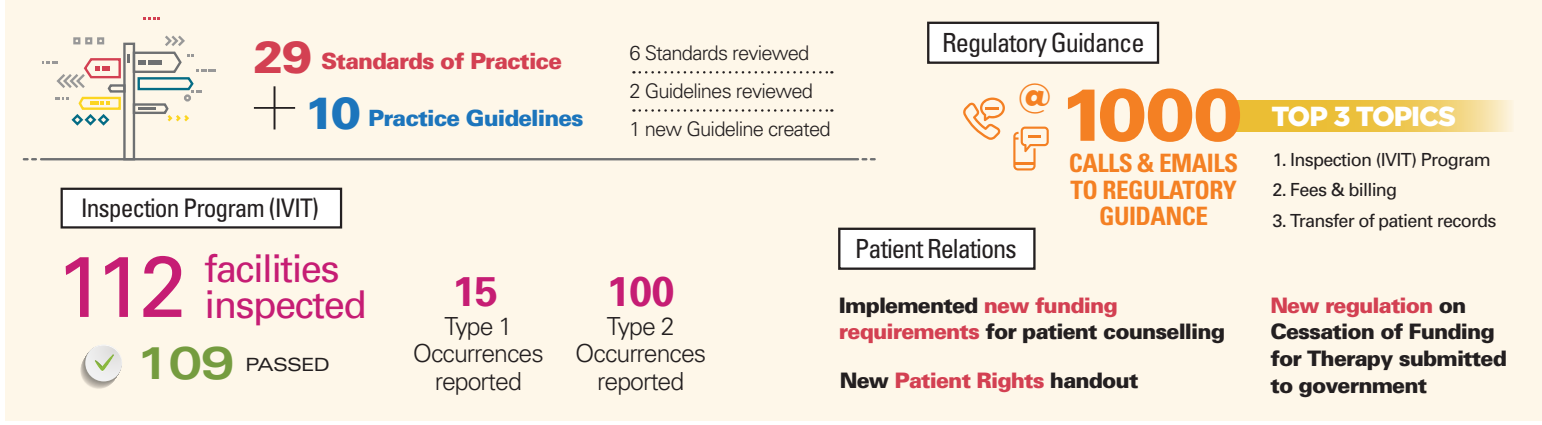 29 Standards of Practice
+ 10 Practice Guidelines
6 Standards reviewed
2 Guidelines reviewed
1 new Guideline created
Regulatory Guidance
@
1000
CALLS & EMAILS
TO REGULATORY
GUIDANCE
TOP 3 TOPICS
1. Inspection (IVIT) Program
2. Fees & billing
3. Transfer of patient records
Inspection Program (IVIT)
112 facilities
inspected
109 PASSED
15
Type 1
Occurrences
reported
100
Type 2
Occurrences
reported
Patient Relations
Implemented new funding
requirements for patient counselling
New Patient Rights handout
New regulation on
Cessation of Funding
for Therapy submitted
to government